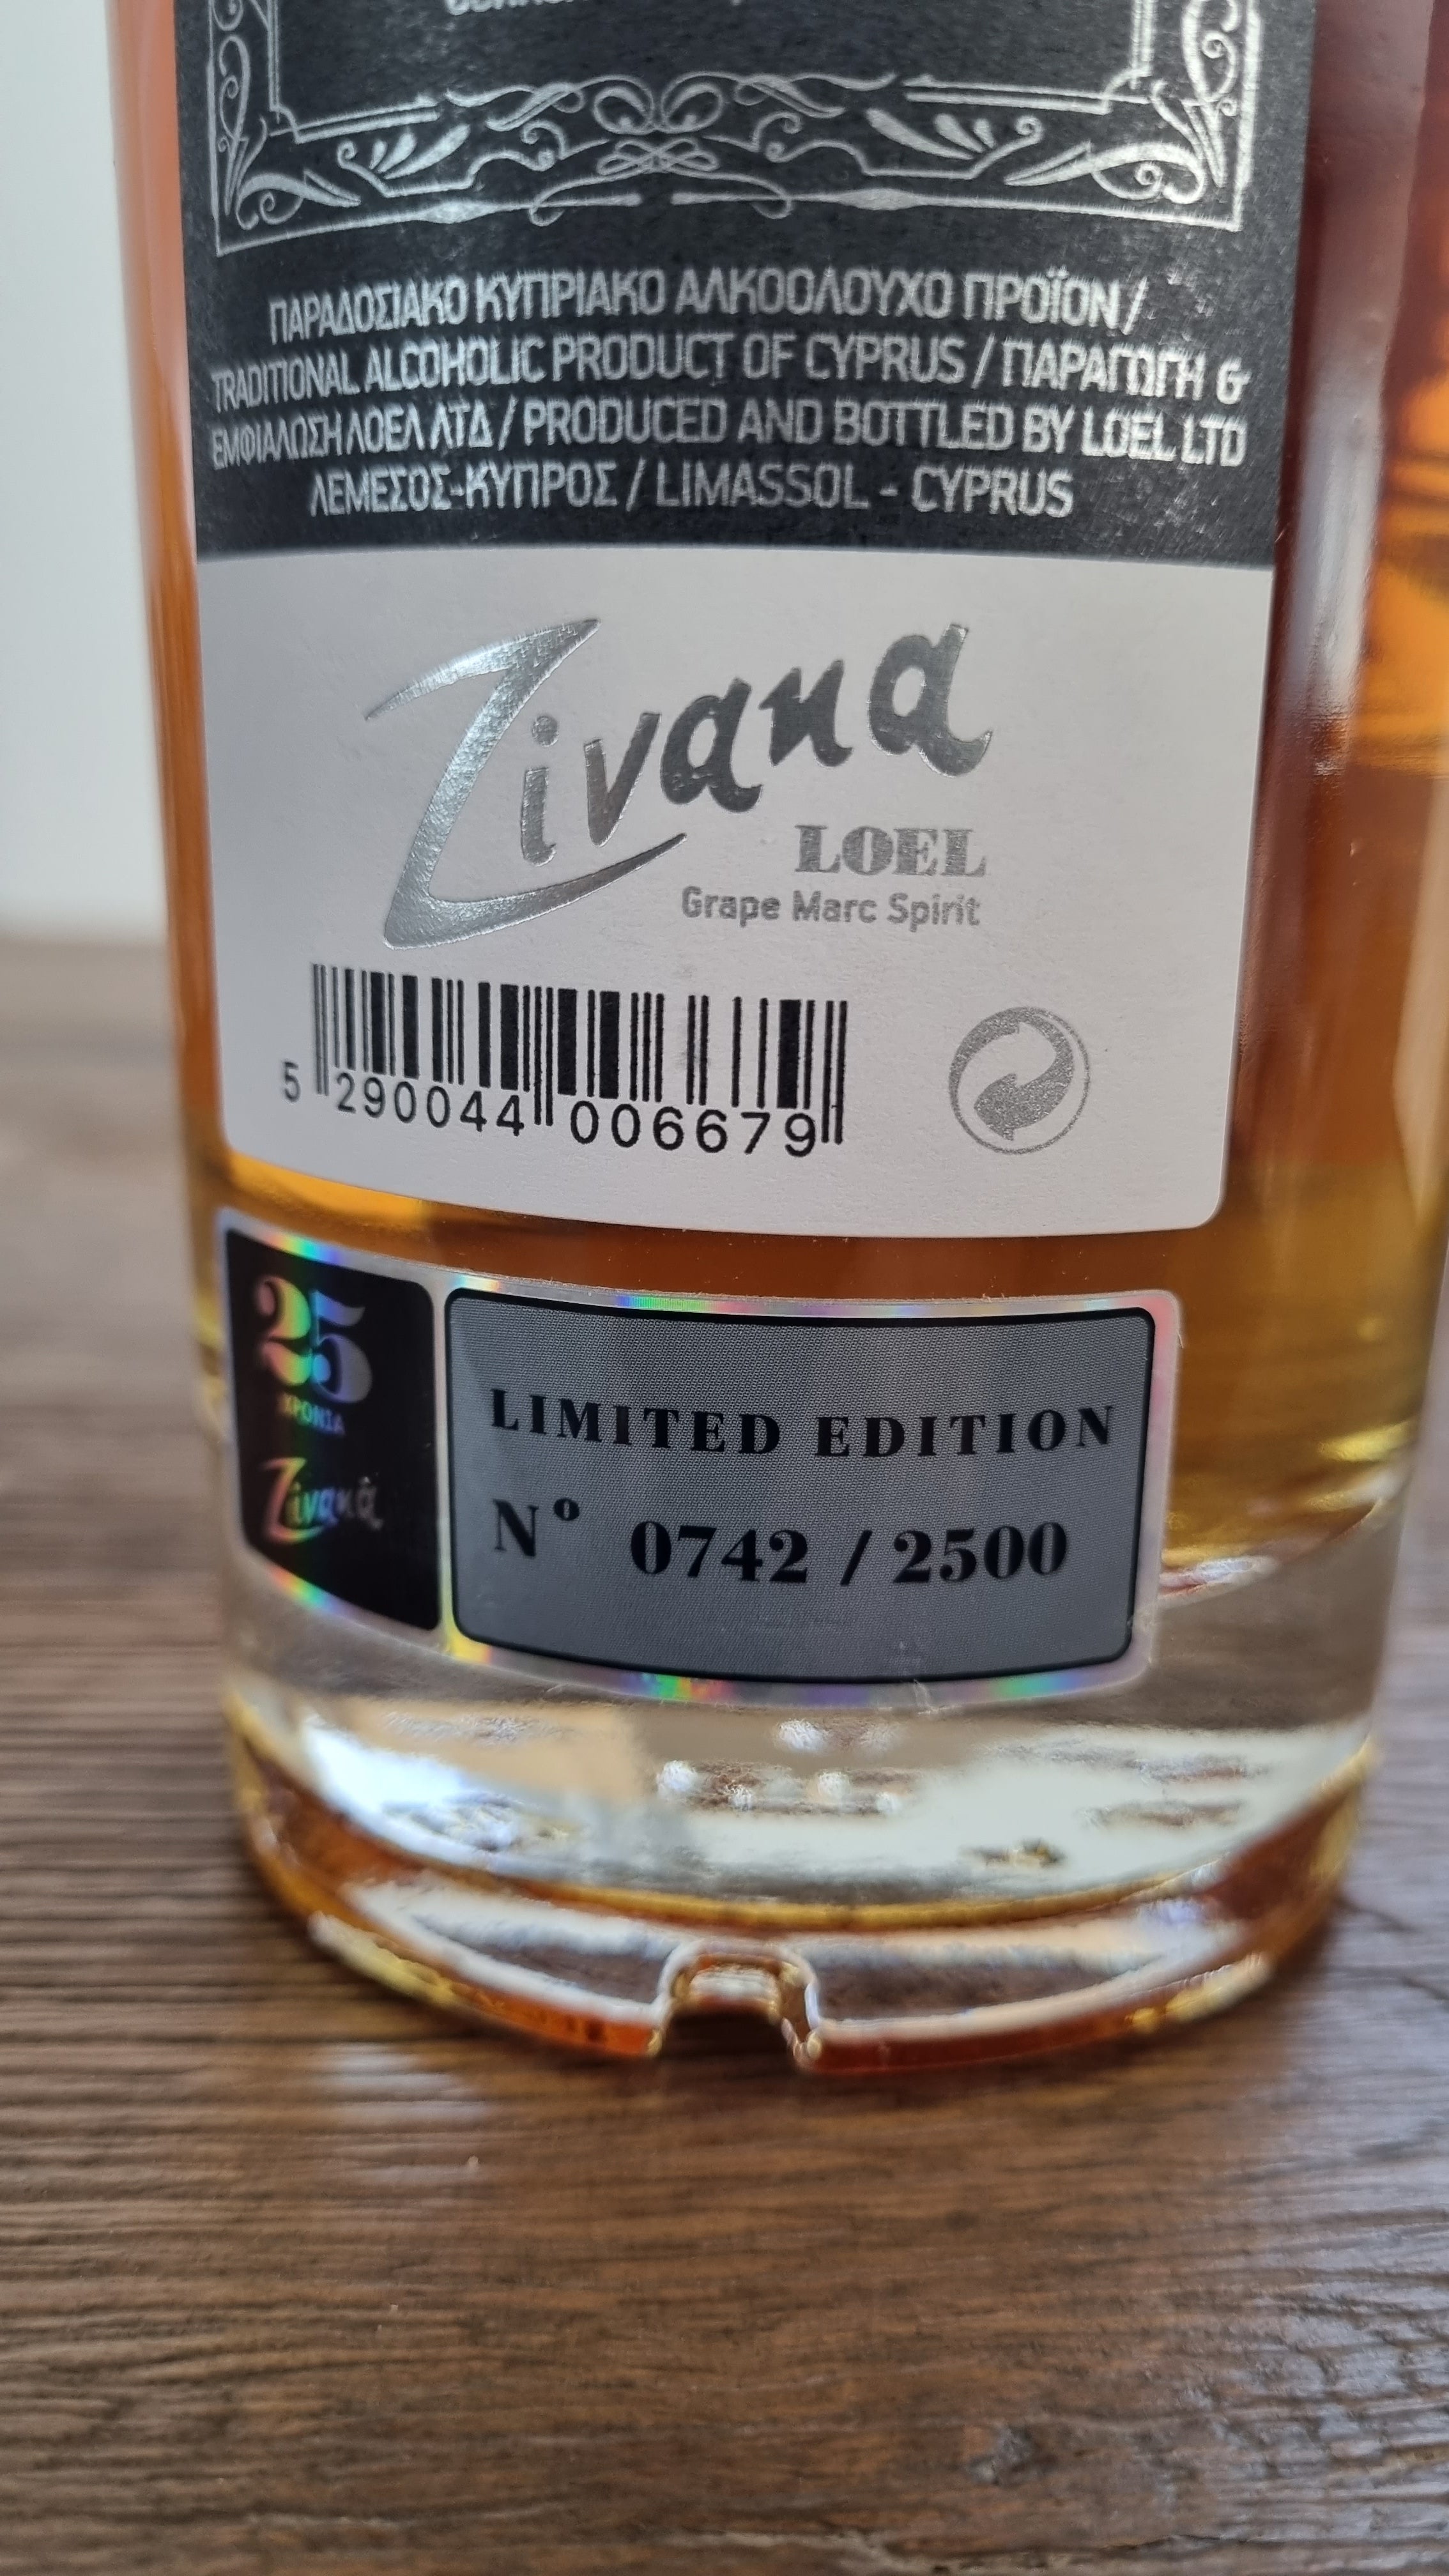 ΠΑΡΑΔΟΣΙΑΚΟ ΚΥΠΡΙΑΚΟ ΑΛΚΟΟΛΟΥΧΟ ΠΡΟΪΟΝ /
TRADITIONAL ALCOHOLIC PRODUCT OF CYPRUS / ΠΑΡΑΓΩΓΗ &
ΕΜΦΙΑΛΩΣΗ ΛΟΕΛ ΛΤΔ / PRODUCED AND BOTTLED BY LOEL LTD
ΛΕΜΕΣΟΣ-ΚΥΠΡΟΣ / LIMASSOL - CYPRUS
Zivana
LOEL
Grape Marc Spirit
5 290044 006679
25
ΧΡΟΝΙΑ
Zivana
LIMITED EDITION
Nº 0742 / 2500